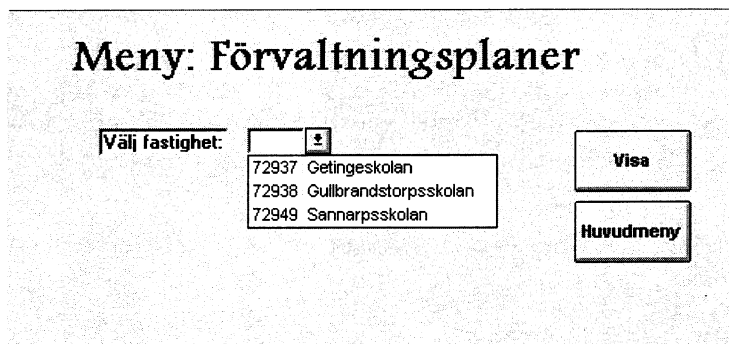 Meny: Förvaltningsplaner
Välj fastighet:
72937 Getingeskolan
72938 Gullbrandstorpsskolan
72949 Sannarpsskolan
Visa
Huvudmeny